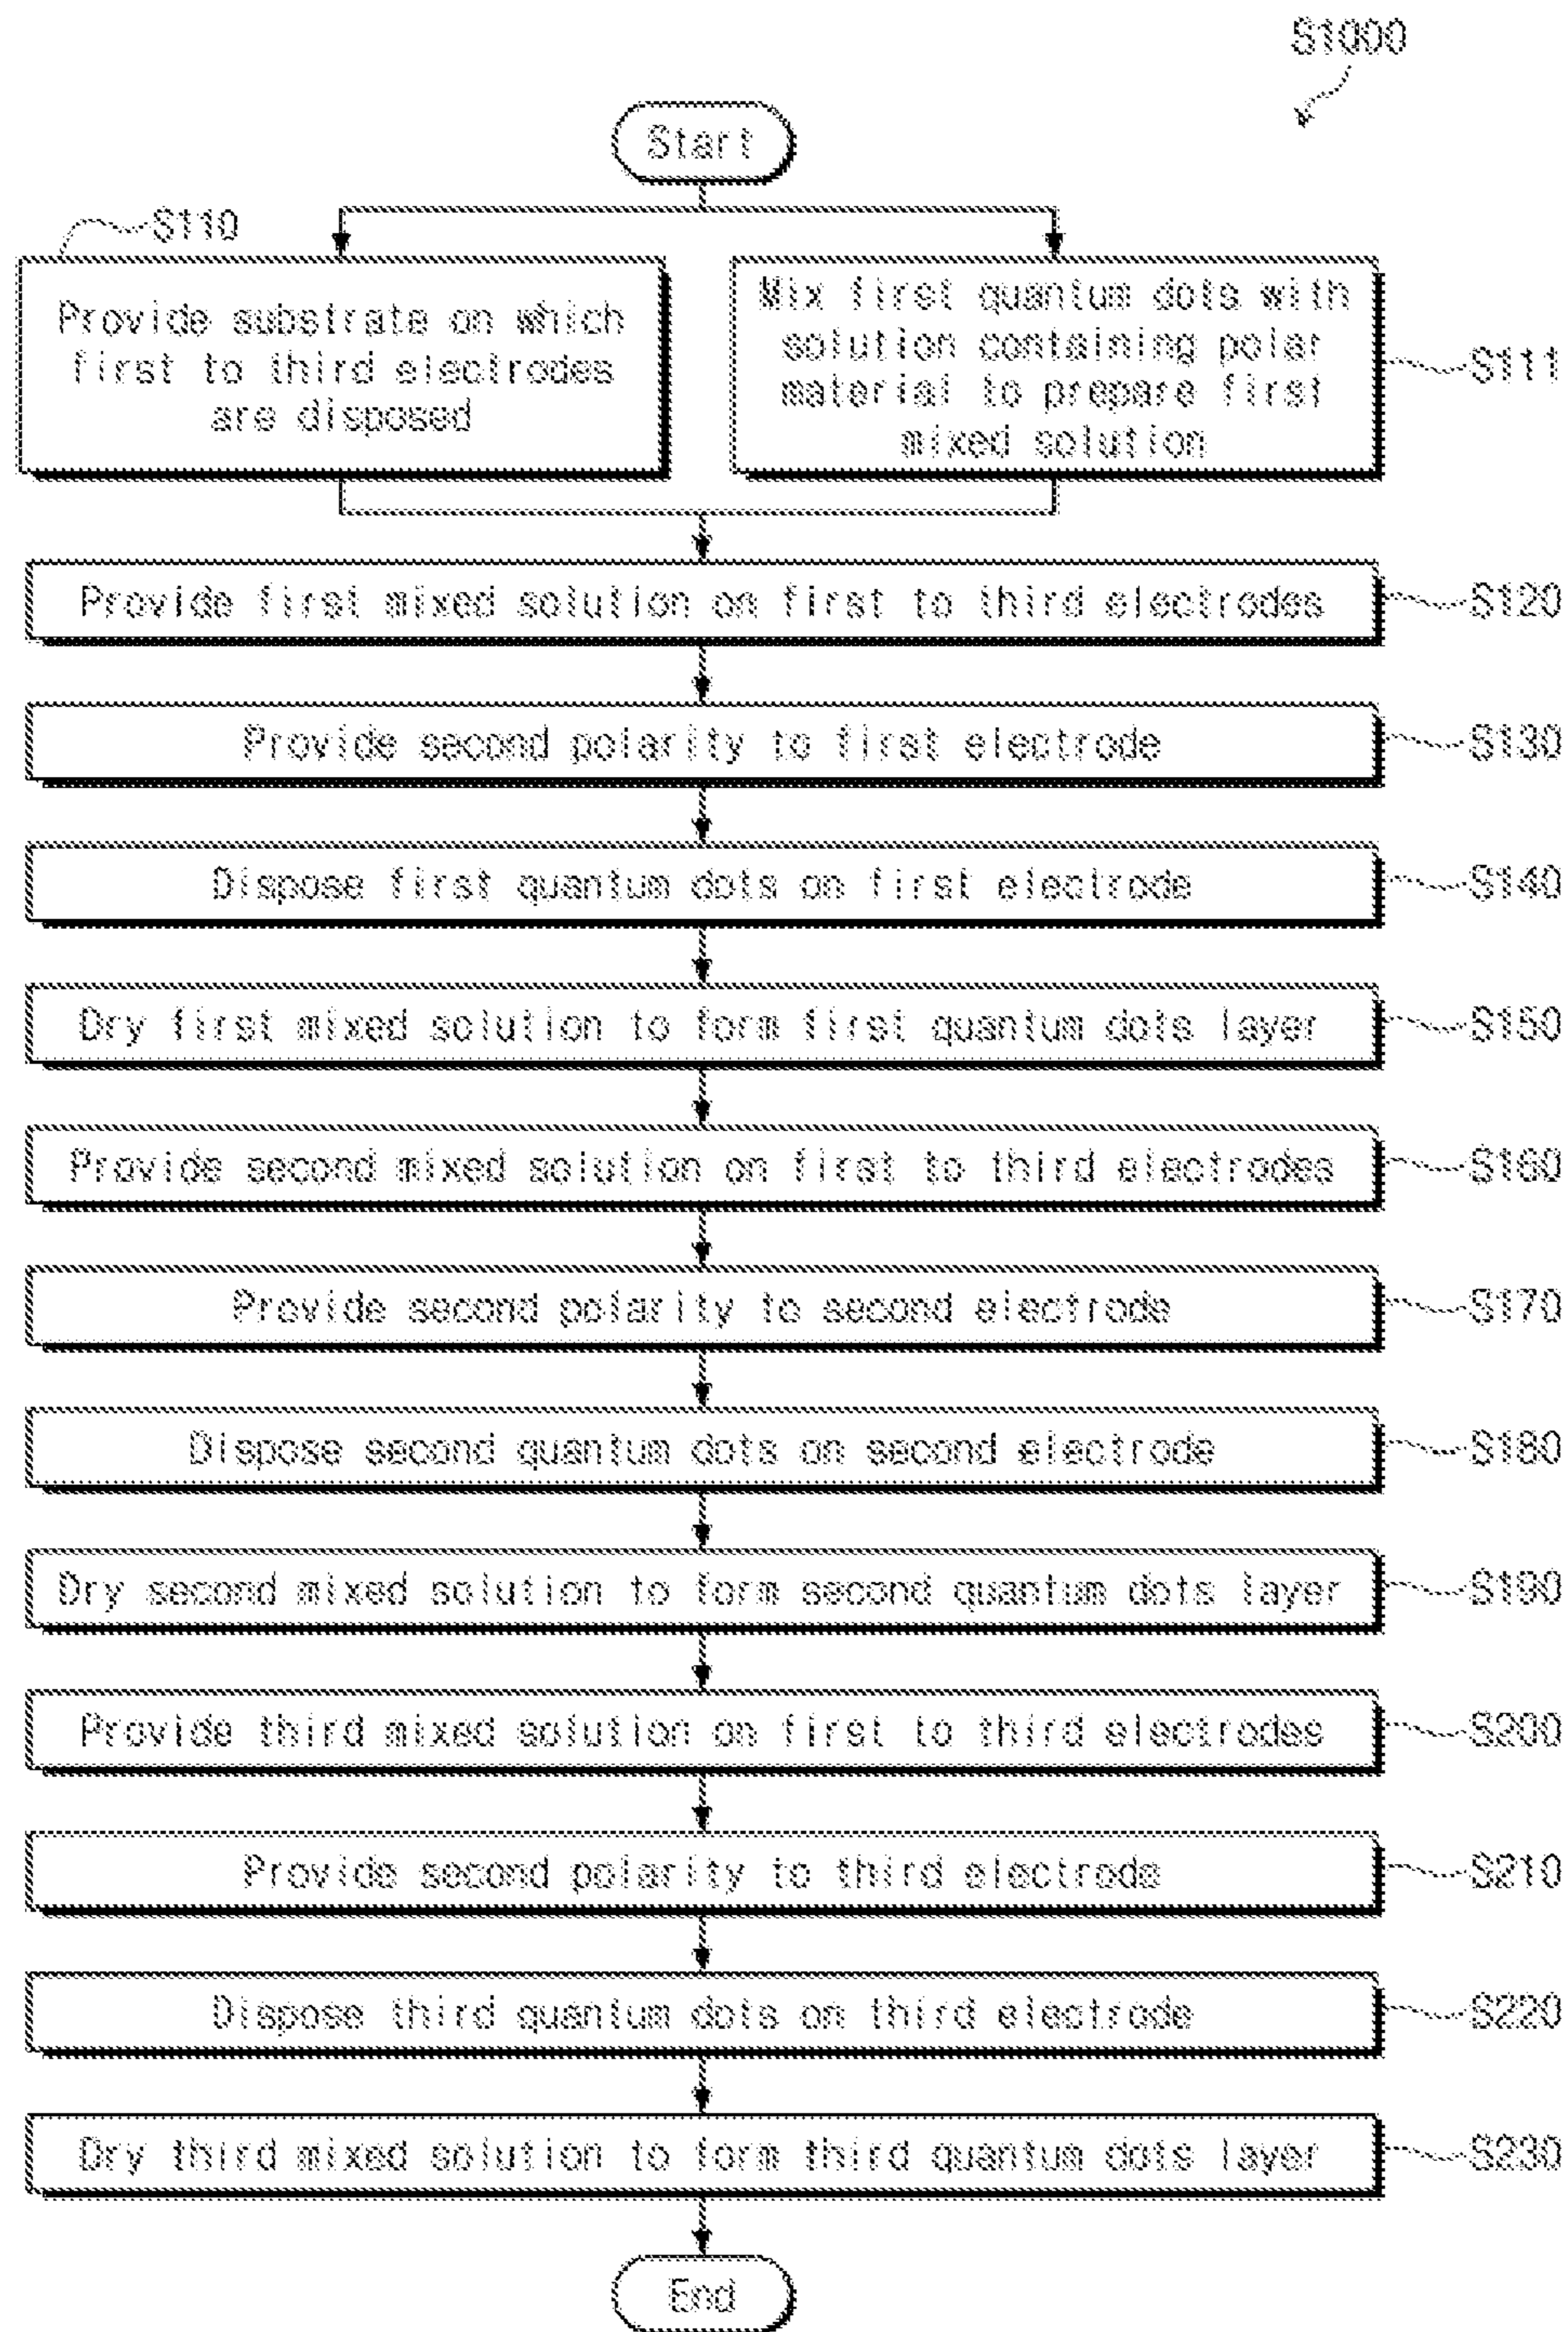 S1000
Start
S110
Provide substrate on which
first to third electrodes
are disposed
Mix first quantum dots with
solution containing polar
material to prepare first
mixed solution
S111
Provide first mixed solution on first to third electrodes
S120
Provide second polarity to first electrode
S130
Dispose first quantum dots on first electrode
S140
Dry first mixed solution to form first quantum dots layer
S150
Provide second mixed solution on first to third electrodes
S160
Provide second polarity to second electrode
S170
Dispose second quantum dots on second electrode
S180
Dry second mixed solution to form second quantum dots layer
S190
Provide third mixed solution on first to third electrodes
S200
Provide second polarity to third electrode
S210
Dispose third quantum dots on third electrode
S220
Dry third mixed solution to form third quantum dots layer
S230
End